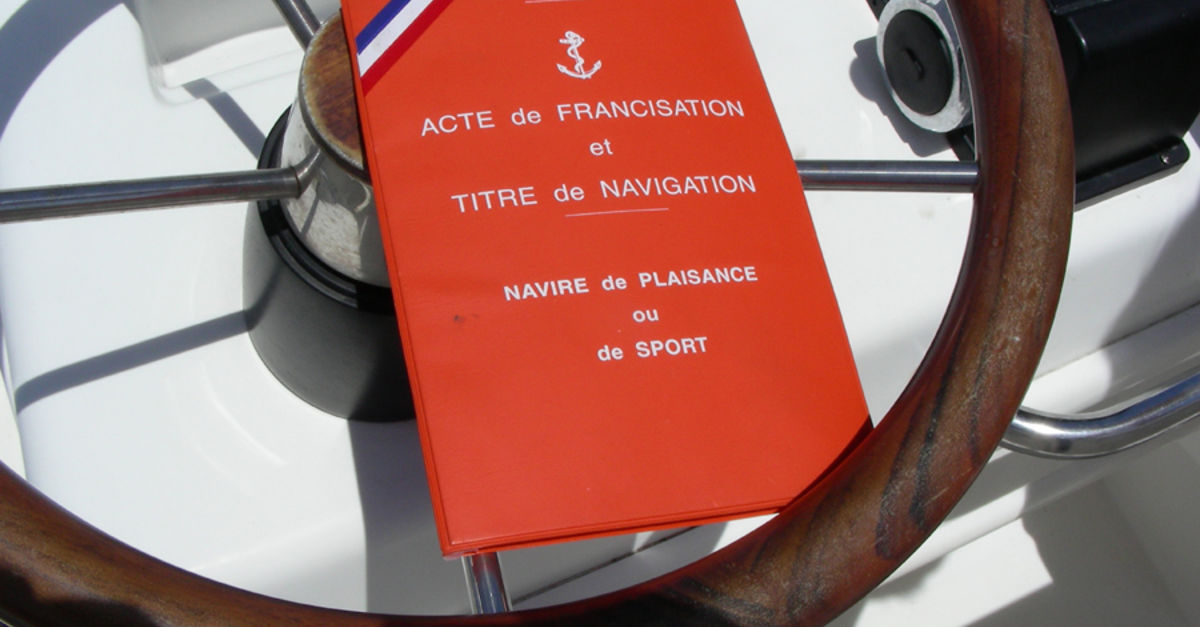 ACTE de FRANCISATION
et
TITRE de NAVIGATION
NAVIRE de PLAISANCE
ou
de SPORT